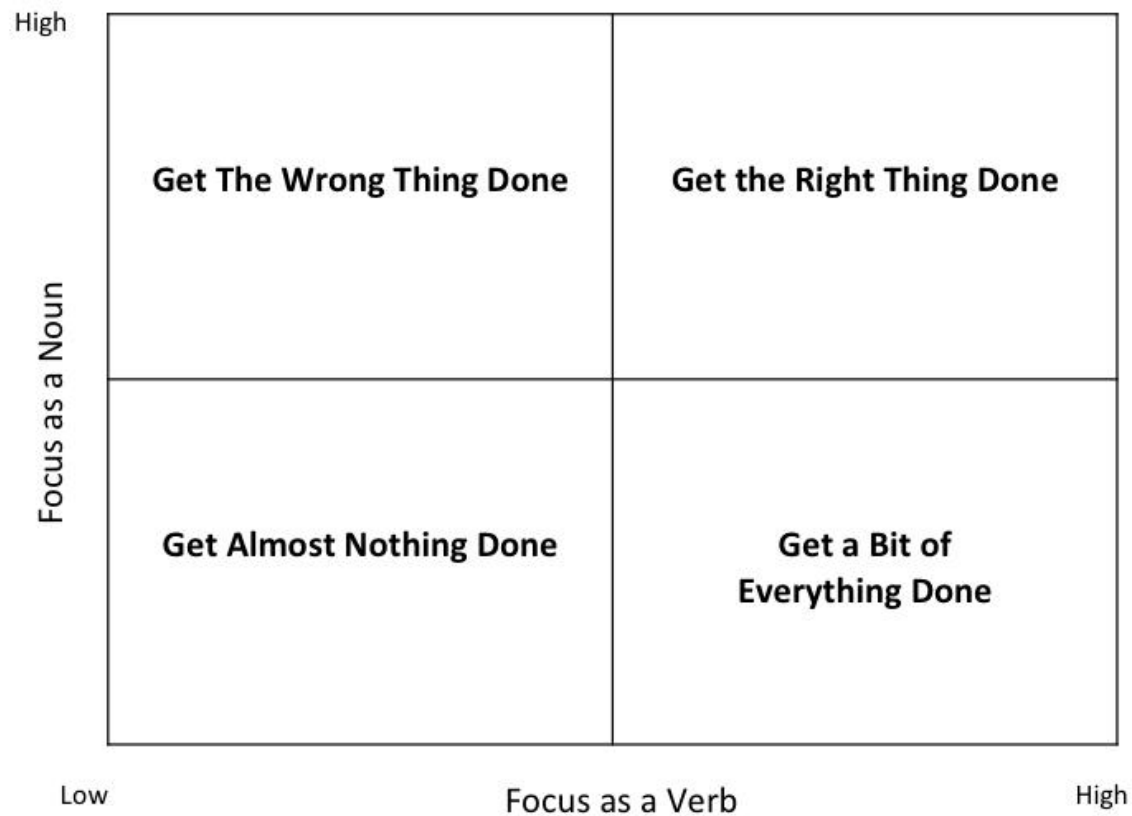 High
Get The Wrong Thing Done
Get the Right Thing Done
Focus as a Noun
Get Almost Nothing Done
Get a Bit of
Everything Done
Low
Focus as a Verb
High